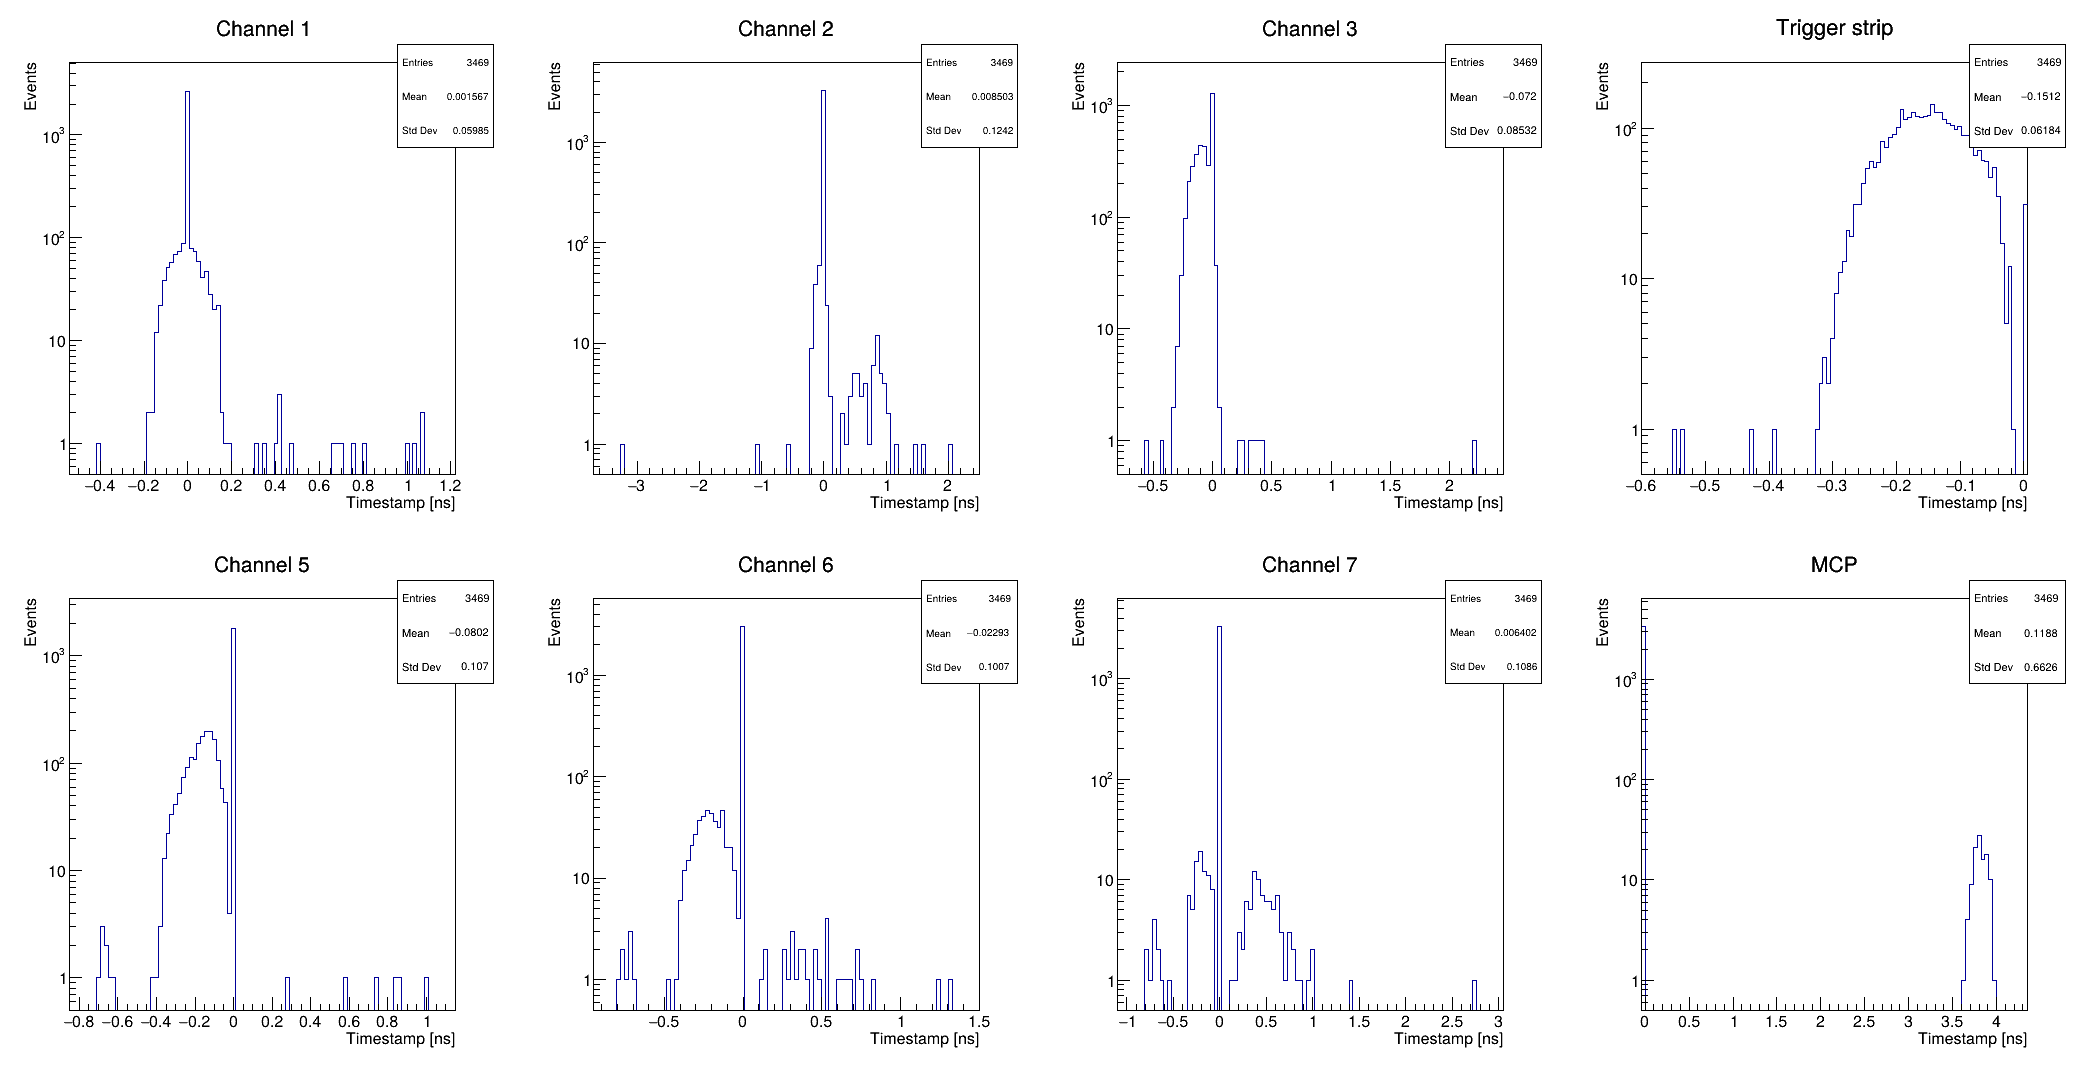 Channel 1
Events
Entries 3469
Mean 0.001567
Std Dev 0.05985
10³
10²
10
1
−0.4 −0.2 0 0.2 0.4 0.6 0.8 1 1.2
Timestamp [ns]
Channel 2
Events
Entries 3469
Mean 0.008503
Std Dev 0.1242
10³
10²
10
1
−3 −2 −1 0 1 2
Timestamp [ns]
Channel 3
Events
Entries 3469
Mean −0.072
Std Dev 0.08532
10³
10²
10
1
−0.5 0 0.5 1 1.5 2
Timestamp [ns]
Trigger strip
Events
Entries 3469
Mean −0.1512
Std Dev 0.06184
10²
10
1
−0.6 −0.5 −0.4 −0.3 −0.2 −0.1 0
Timestamp [ns]
Channel 5
Events
Entries 3469
Mean −0.0802
Std Dev 0.107
10³
10²
10
1
−0.8 −0.6 −0.4 −0.2 0 0.2 0.4 0.6 0.8 1
Timestamp [ns]
Channel 6
Events
Entries 3469
Mean −0.02293
Std Dev 0.1007
10³
10²
10
1
−0.5 0 0.5 1 1.5
Timestamp [ns]
Channel 7
Events
Entries 3469
Mean 0.006402
Std Dev 0.1086
10³
10²
10
1
−1 −0.5 0 0.5 1 1.5 2 2.5 3
Timestamp [ns]
MCP
Events
Entries 3469
Mean 0.1188
Std Dev 0.6626
10³
10²
10
1
0 0.5 1 1.5 2 2.5 3 3.5 4
Timestamp [ns]